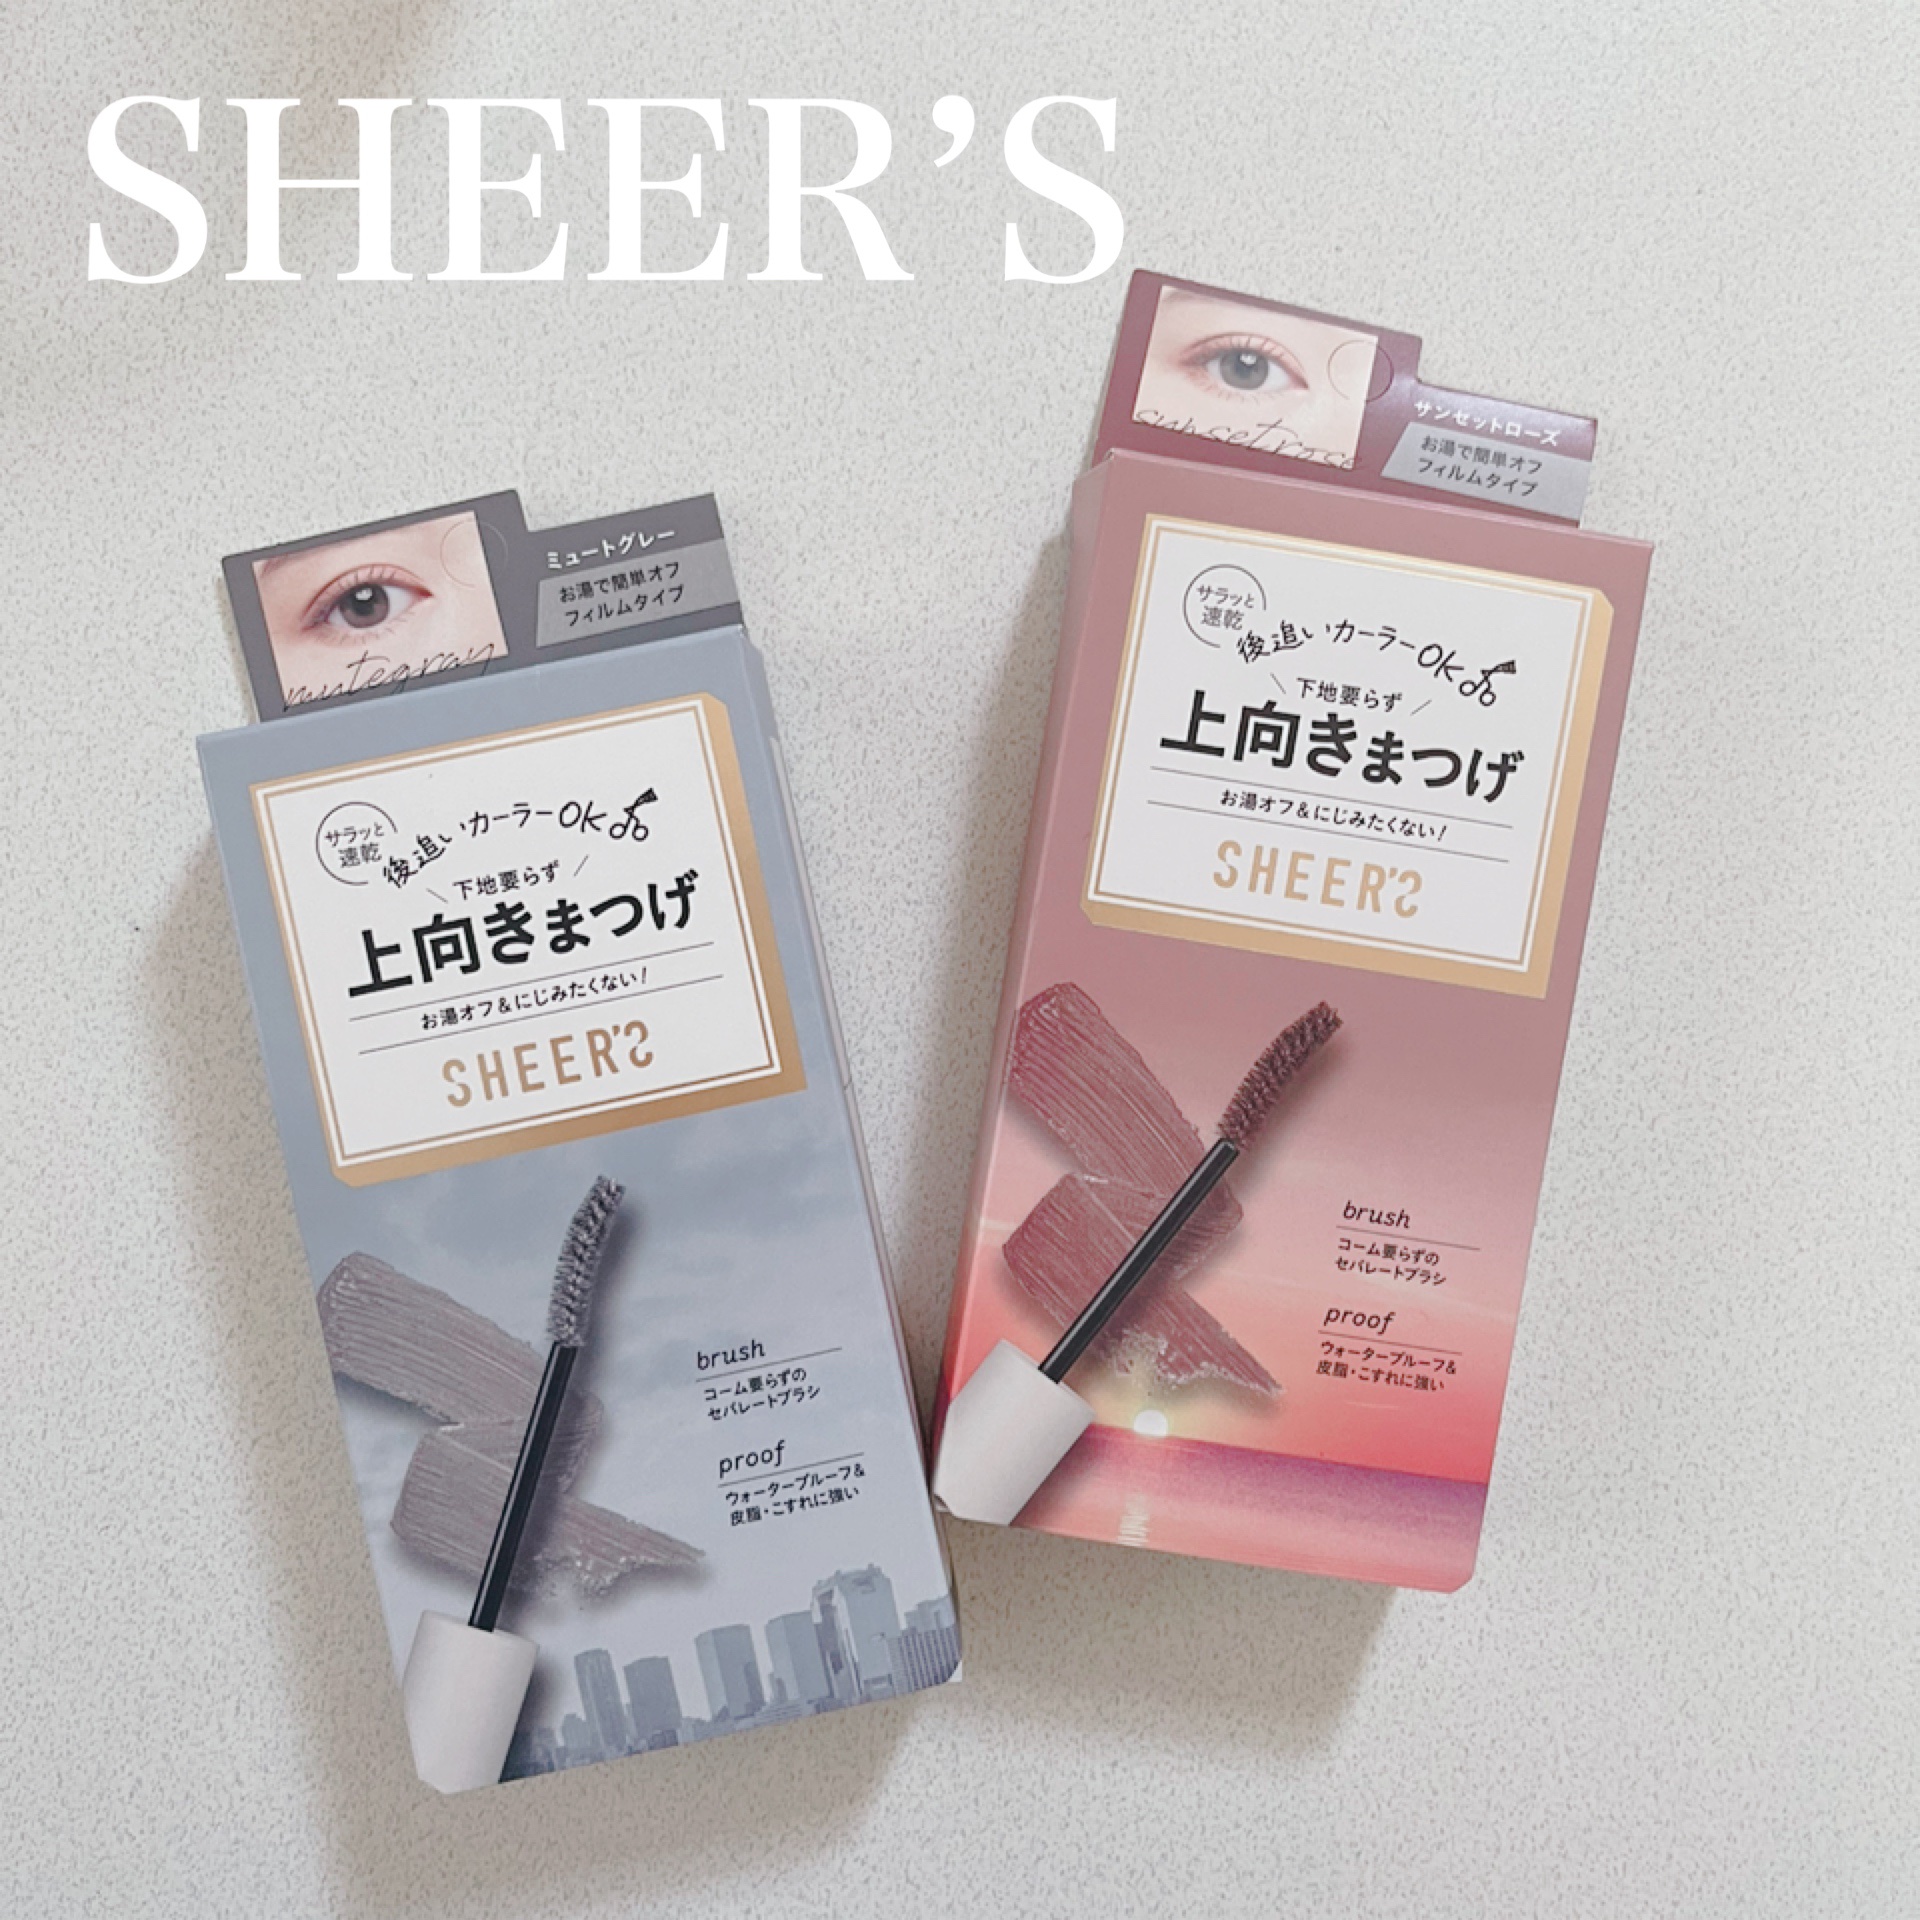 SHEER'S
mutegray
ミュートグレー
お湯で簡単オフ
フィルムタイプ
サラッと
速乾
後追いカーラーOK
下地要らず
上向きまつげ
お湯オフ&にじみたくない!
SHEER'S
brush
コーム要らずの
セパレートブラシ
proof
ウォータープルーフ&
皮脂・こすれに強い
sunset rose
サンセットローズ
お湯で簡単オフ
フィルムタイプ
サラッと
速乾
後追いカーラーOK
下地要らず
上向きまつげ
お湯オフ&にじみたくない!
SHEER'S
brush
コーム要らずの
セパレートブラシ
proof
ウォータープルーフ&
皮脂・こすれに強い